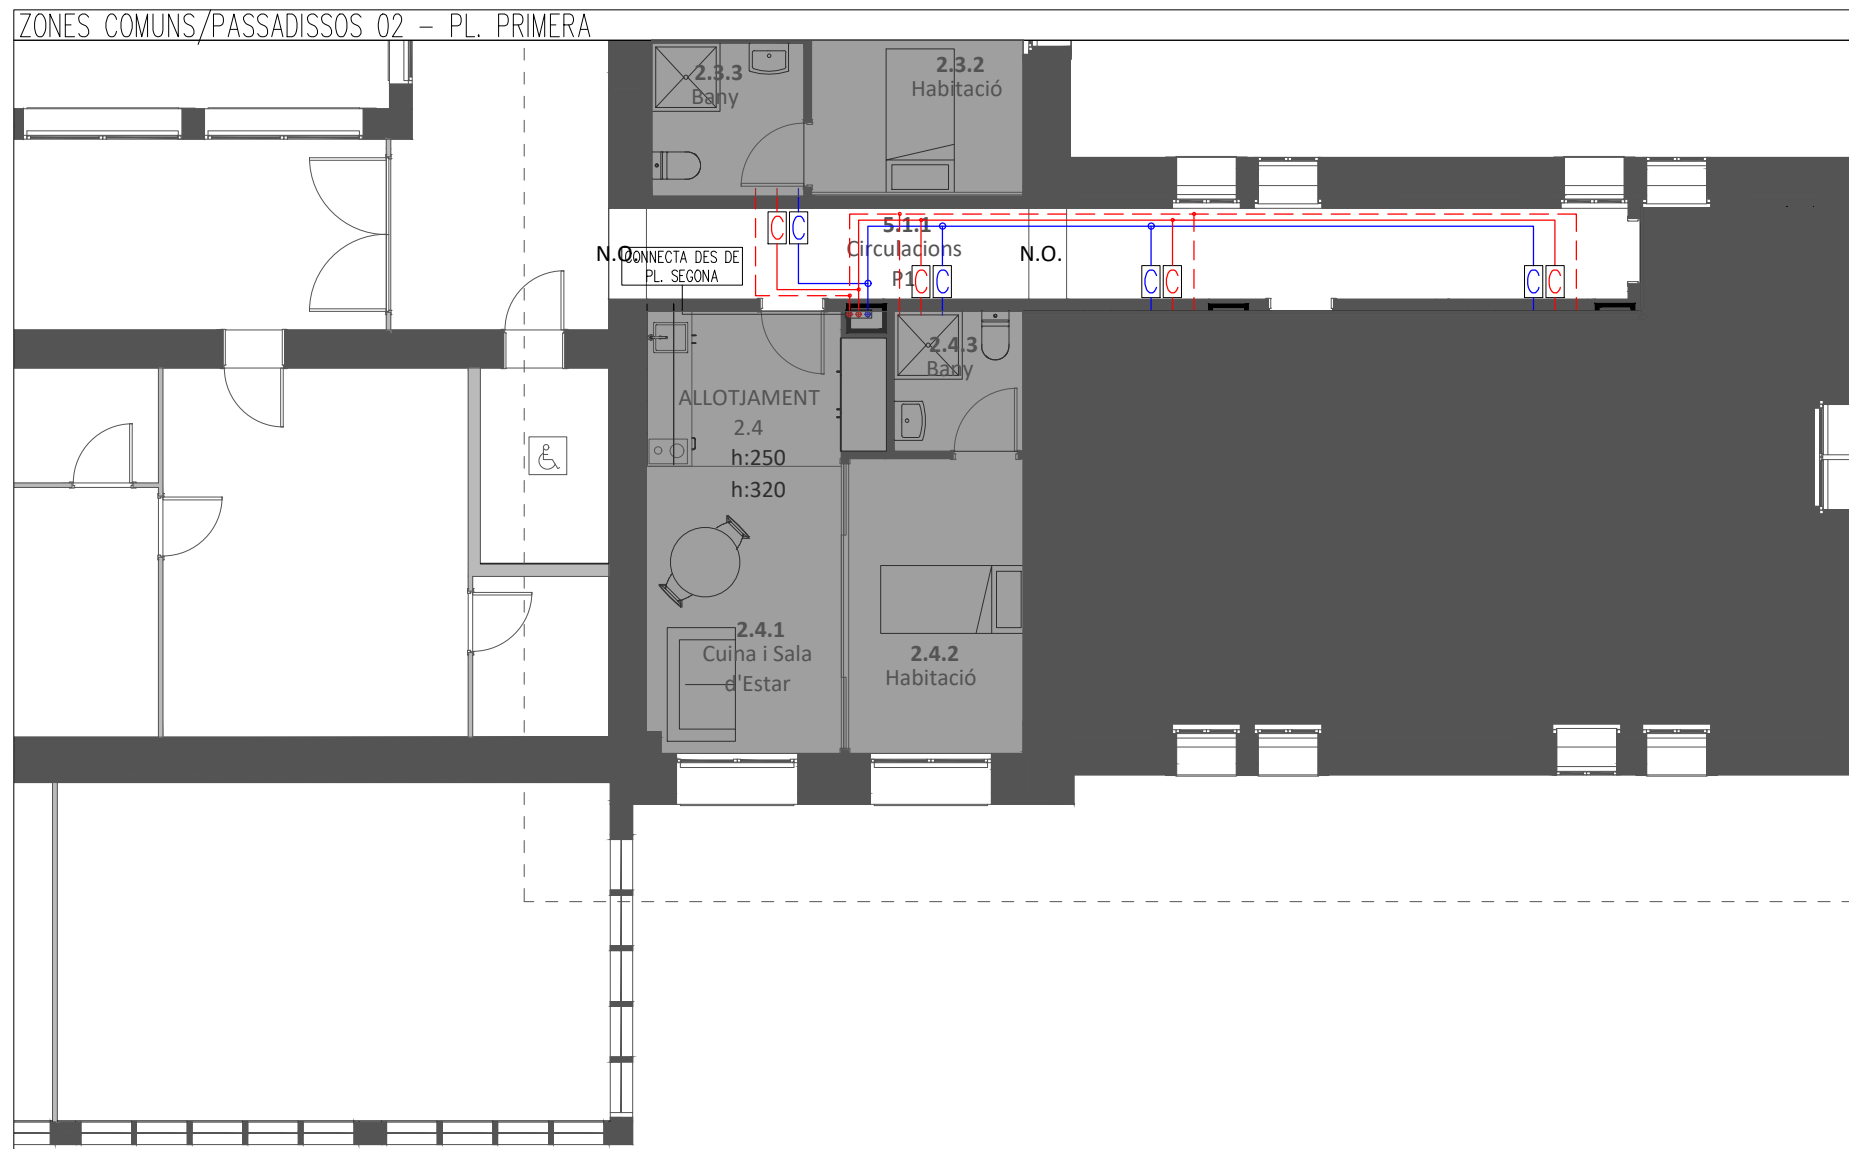 ZONES COMUNS/PASSADISSOS 02 – PL. PRIMERA
2.3.3
Bany
2.3.2
Habitació
C C
5.1.1
Circulacions
P1
N.O.
N.O.
CONNECTA DES DE
PL. SEGONA
C C
C C
C C
2.4.3
Bany
ALLOTJAMENT
2.4
h:250
h:320
2.4.1
Cuina i Sala
d'Estar
2.4.2
Habitació